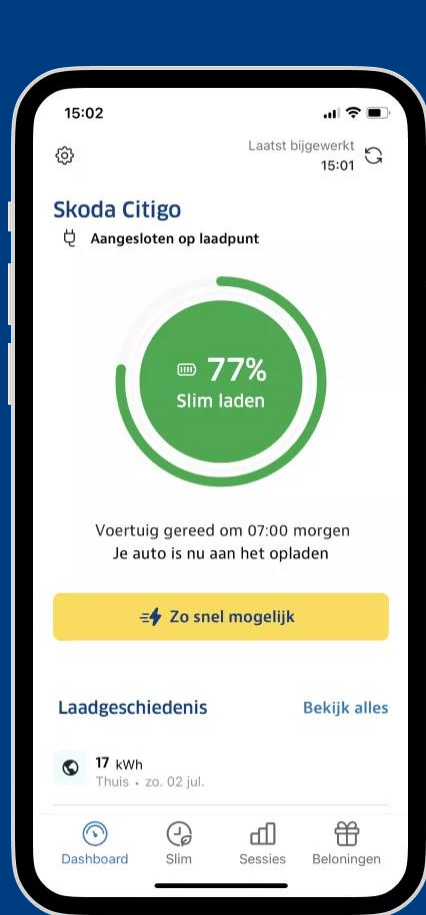 15:02
Laatst bijgewerkt
15:01
Skoda Citigo
Aangesloten op laadpunt
77%
Slim laden
Voertuig gereed om 07:00 morgen
Je auto is nu aan het opladen
Zo snel mogelijk
Laadgeschiedenis Bekijk alles
17 kWh
Thuis • zo. 02 jul.
Dashboard Slim Sessies Beloningen